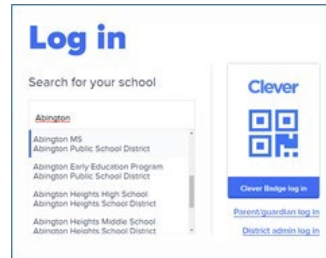 Log in
Search for your school
Abington
Abington MS
Abington Public School District
Abington Early Education Program
Abington Public School District
Abington Heights High School
Abington Heights School District
Abington Heights Middle School
Abington Heights School District
Clever
Clever Badge log in
Parent/guardian log in
District admin log in